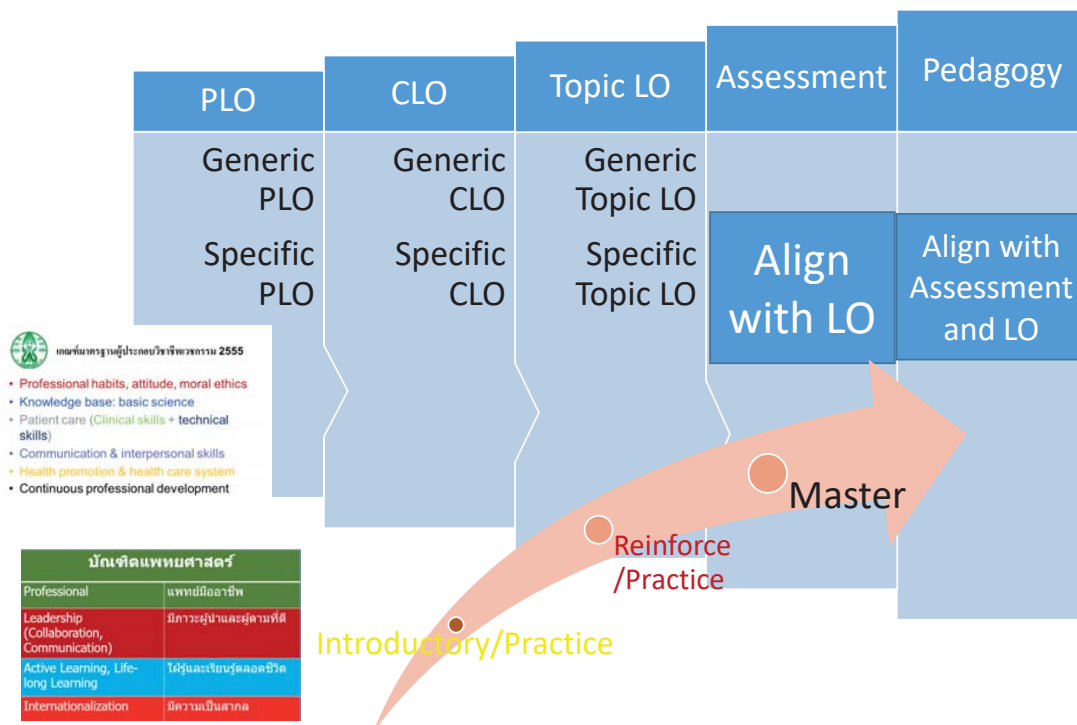 PLO
CLO
Topic LO
Assessment
Pedagogy
Generic
PLO
Specific
PLO
Generic
CLO
Specific
CLO
Generic
Topic LO
Specific
Topic LO
Align
with LO
Align with
Assessment
and LO
เกณฑ์มาตรฐานผู้ประกอบวิชาชีพเวชกรรม 2555
• Professional habits, attitude, moral ethics
• Knowledge base: basic science
• Patient care (Clinical skills + technical
skills)
• Communication & interpersonal skills
• Health promotion & health care system
• Continuous professional development
Master
Reinforce
/Practice
Introductory/Practice
บัณฑิตแพทยศาสตร์
Professional
แพทย์มืออาชีพ
Leadership
(Collaboration,
Communication)
มีภาวะผู้นำและผู้ตามที่ดี
Active Learning, Life-
long Learning
ใฝ่รู้และเรียนรู้ตลอดชีวิต
Internationalization
มีความเป็นสากล